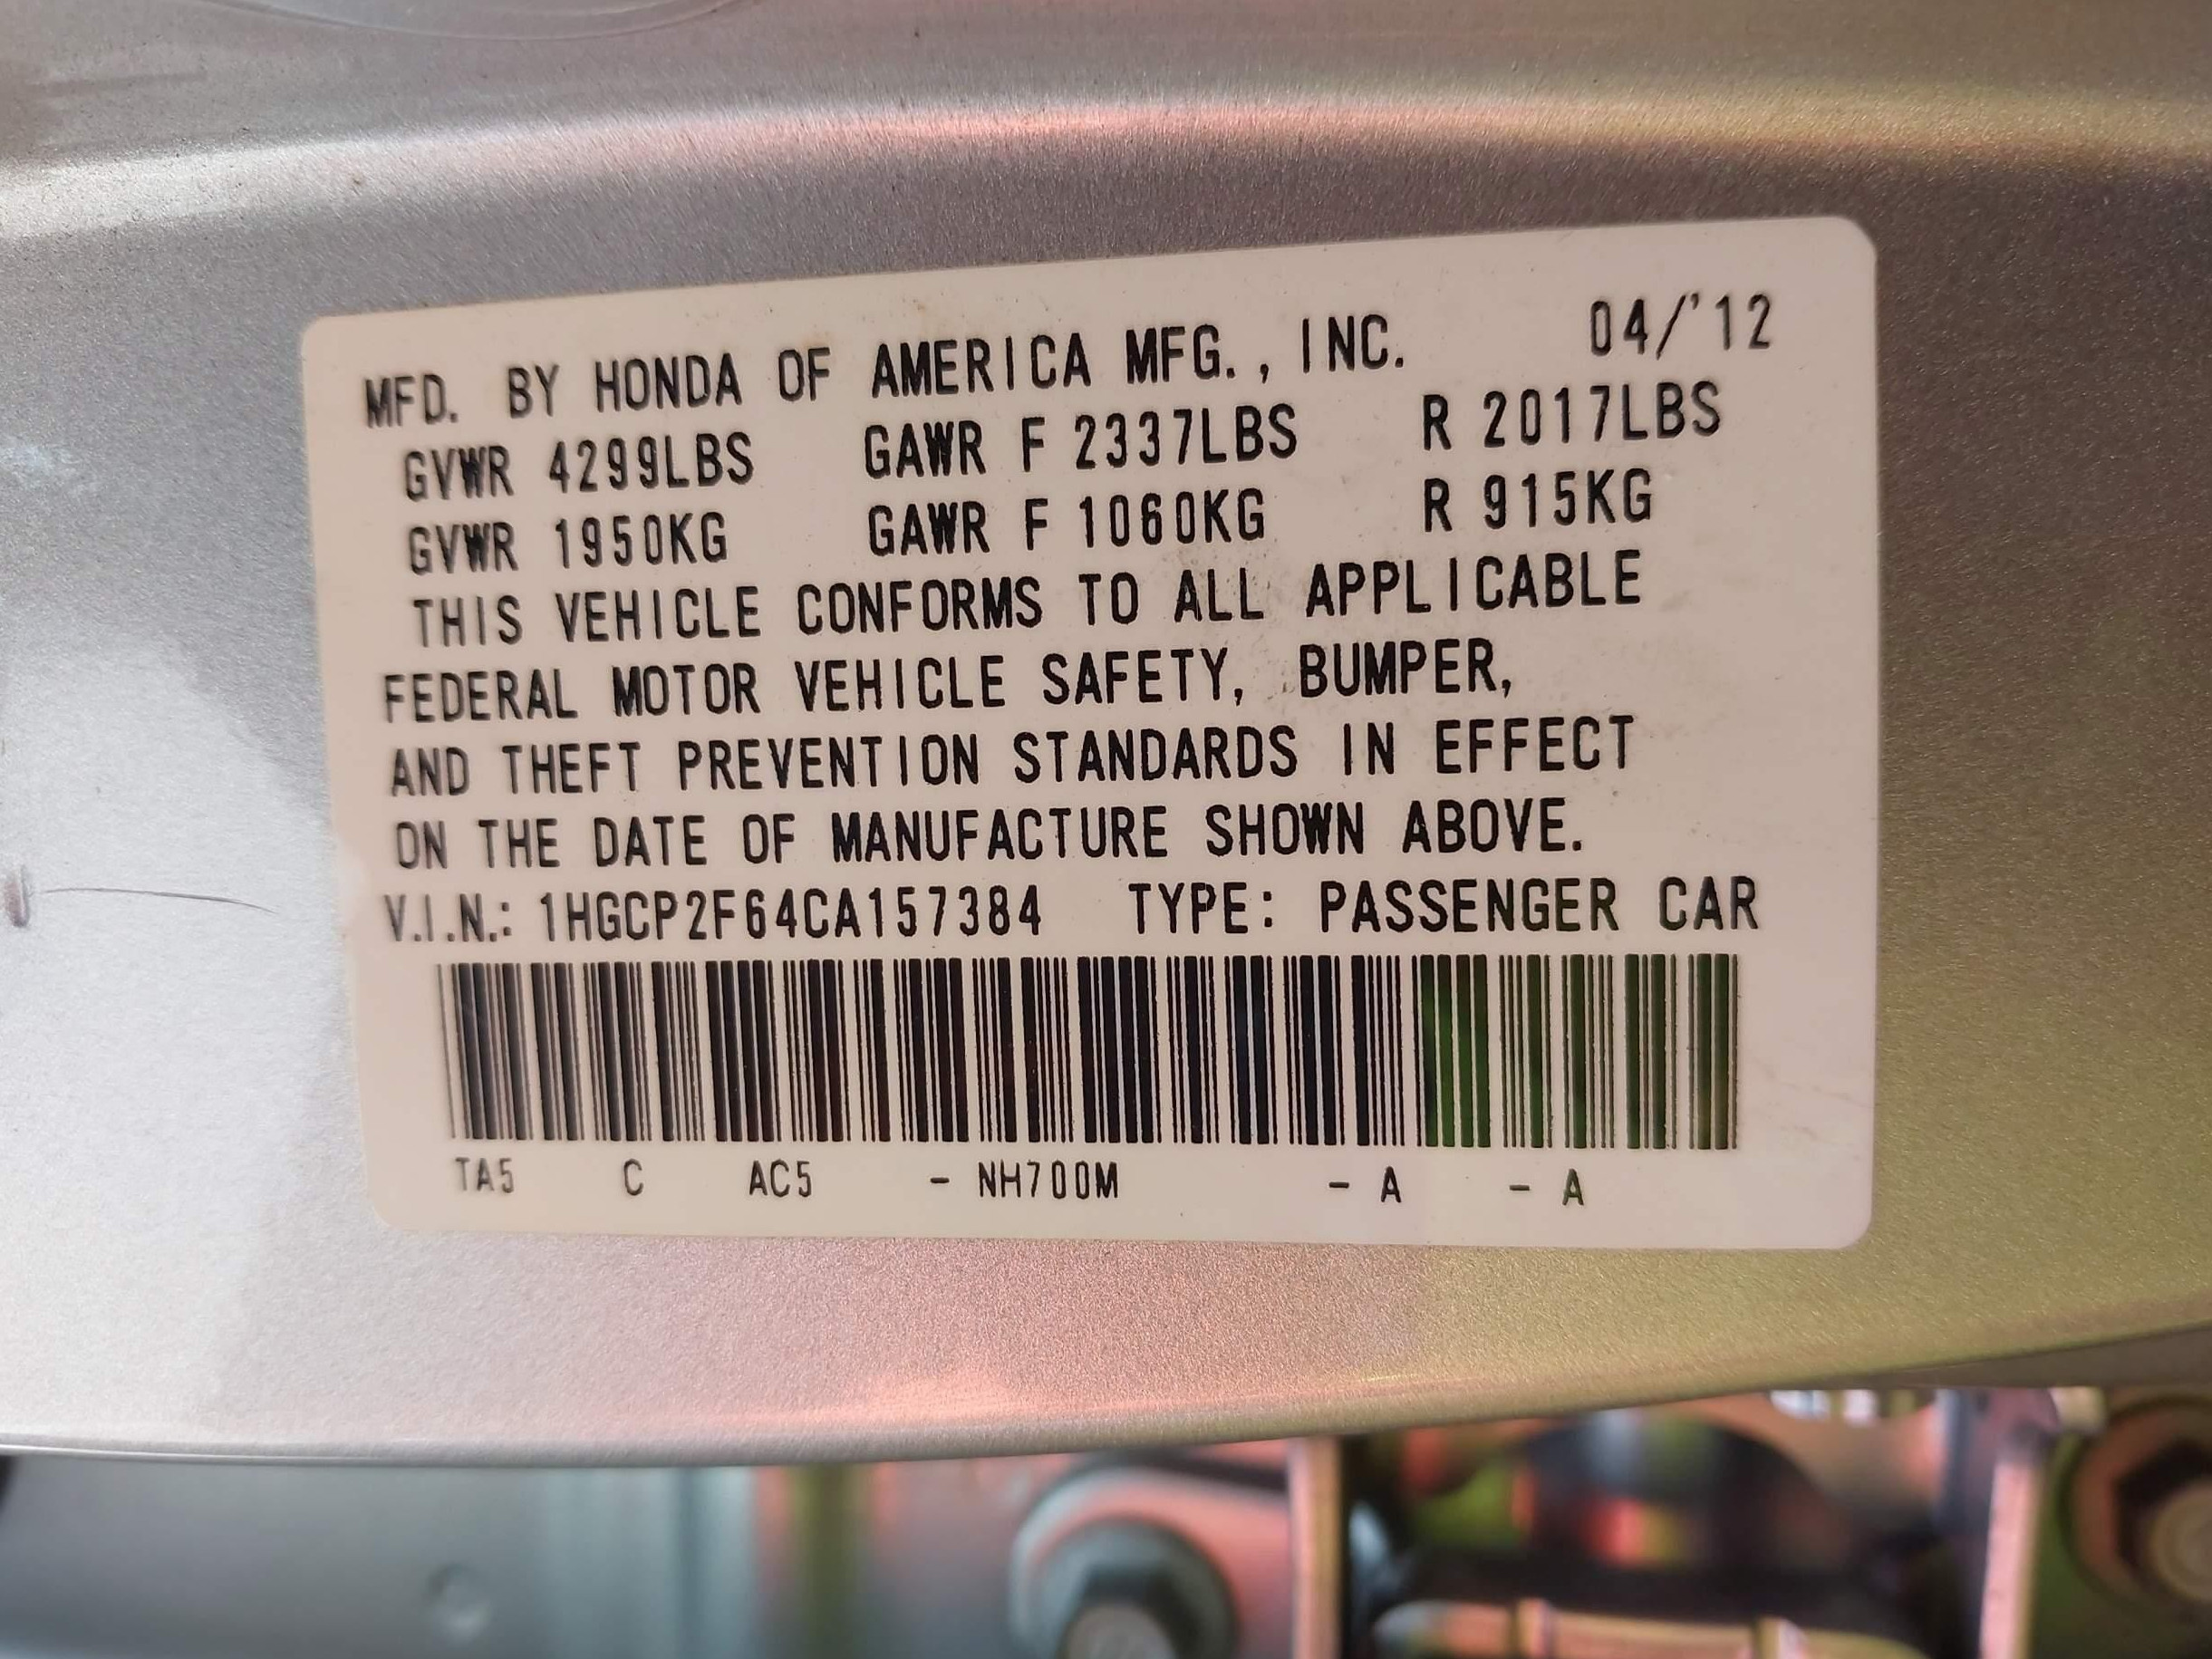 MFD. BY HONDA OF AMERICA MFG., INC. 04/'12
GVWR 4299LBS GAWR F 2337LBS R 2017LBS
GVWR 1950KG GAWR F 1060KG R 915KG
THIS VEHICLE CONFORMS TO ALL APPLICABLE
FEDERAL MOTOR VEHICLE SAFETY, BUMPER,
AND THEFT PREVENTION STANDARDS IN EFFECT
ON THE DATE OF MANUFACTURE SHOWN ABOVE.
V.I.N.: 1HGCP2F64CA157384 TYPE: PASSENGER CAR
TA5 C AC5 - NH700M - A - A